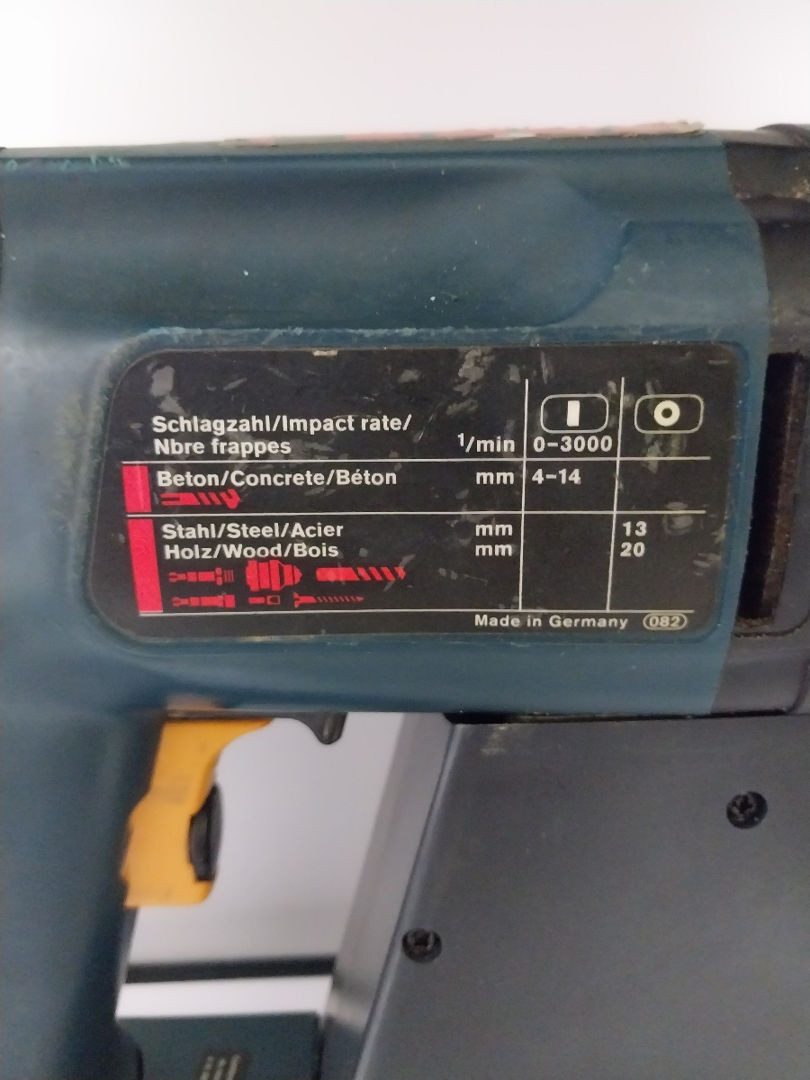 Schlagzahl/Impact rate/
Nbre frappes 1/min 0-3000
Beton/Concrete/Béton mm 4-14
Stahl/Steel/Acier mm 13
Holz/Wood/Bois mm 20
Made in Germany 082